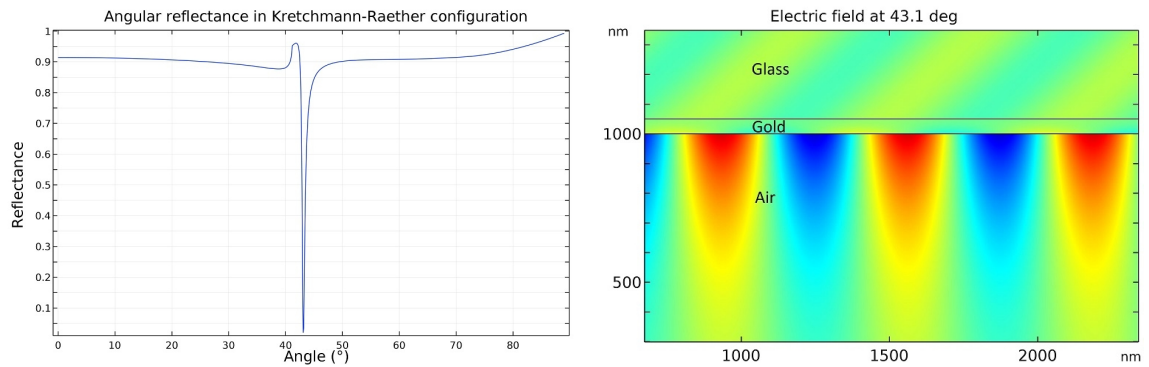 Angular reflectance in Kretchmann-Raether configuration
1
0.9
0.8
0.7
0.6
0.5
0.4
0.3
0.2
0.1
Reflectance
0 10 20 30 40 50 60 70 80
Angle (°)
Electric field at 43.1 deg
nm
Glass
Gold
1000
Air
500
1000 1500 2000 nm